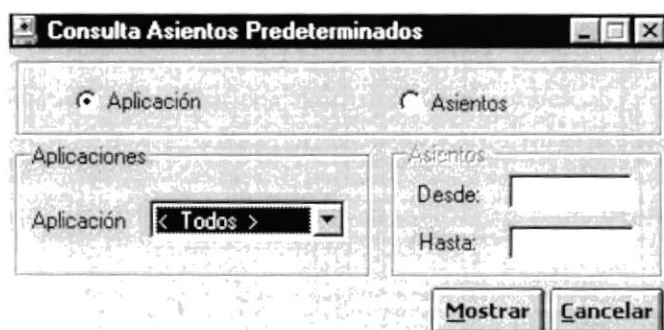 Consulta Asientos Predeterminados
Aplicación Asientos
Aplicaciones
Aplicación < Todos >
Asientos
Desde:
Hasta:
Mostrar Cancelar